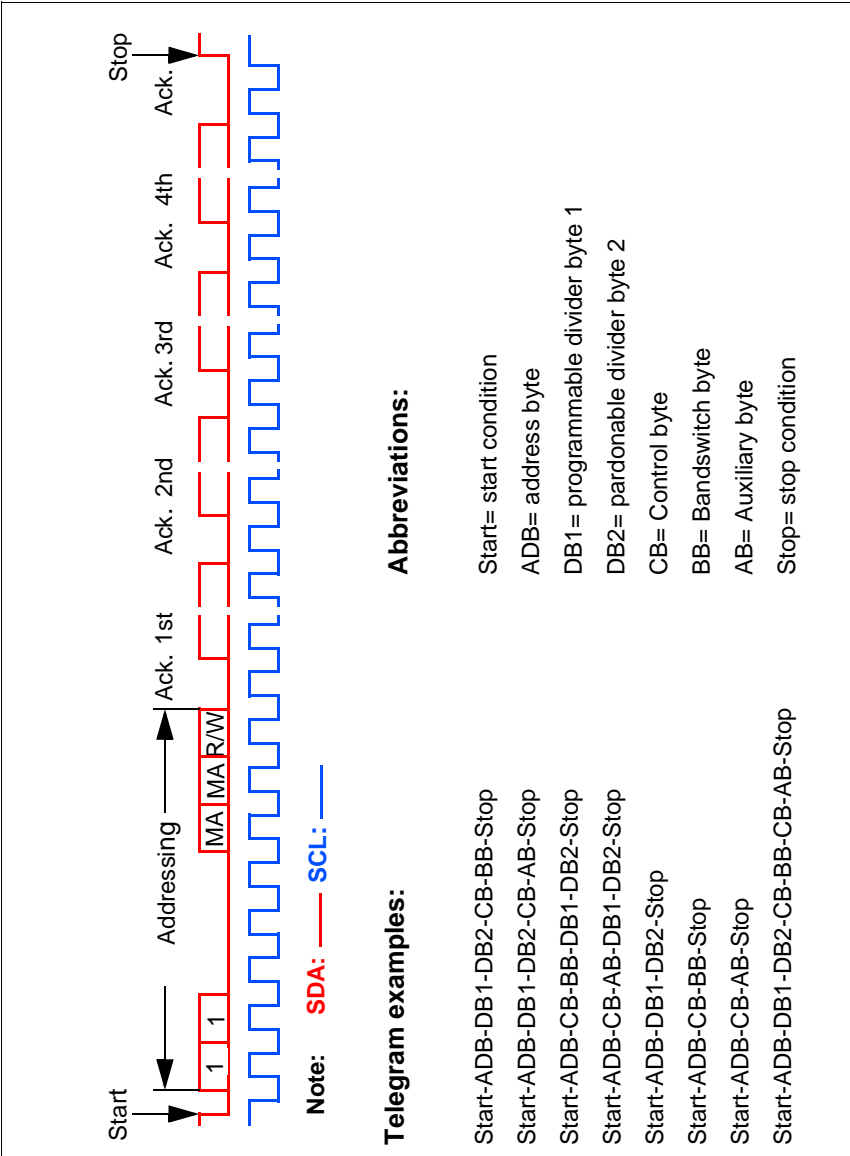 Start
Addressing
Ack. 1st
Ack. 2nd
Ack. 3rd
Ack. 4th
Ack.
Stop
1 1 MA MA R/W
Note: SDA: SCL:
Telegram examples:
Start-ADB-DB1-DB2-CB-BB-Stop
Start-ADB-DB1-DB2-CB-AB-Stop
Start-ADB-CB-BB-DB1-DB2-Stop
Start-ADB-CB-AB-DB1-DB2-Stop
Start-ADB-DB1-DB2-Stop
Start-ADB-CB-BB-Stop
Start-ADB-CB-AB-Stop
Start-ADB-DB1-DB2-CB-BB-CB-AB-Stop
Abbreviations:
Start= start condition
ADB= address byte
DB1= programmable divider byte 1
DB2= pardonable divider byte 2
CB= Control byte
BB= Bandswitch byte
AB= Auxiliary byte
Stop= stop condition